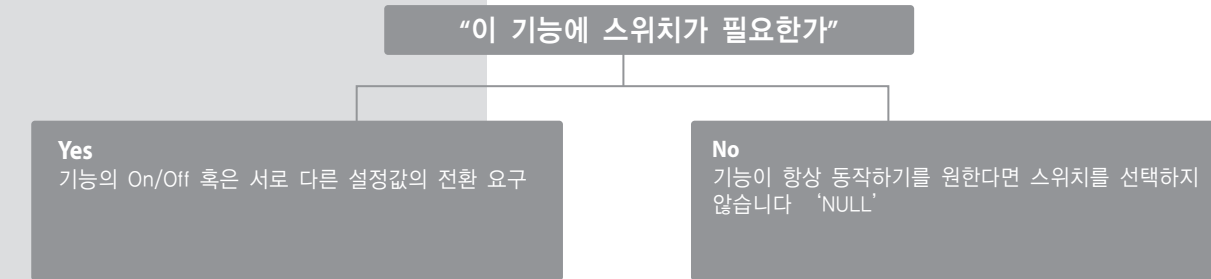 “이 기능에 스위치가 필요한가”
Yes
기능의 On/Off 혹은 서로 다른 설정값의 전환 요구
No
기능이 항상 동작하기를 원한다면 스위치를 선택하지
않습니다 ‘NULL’